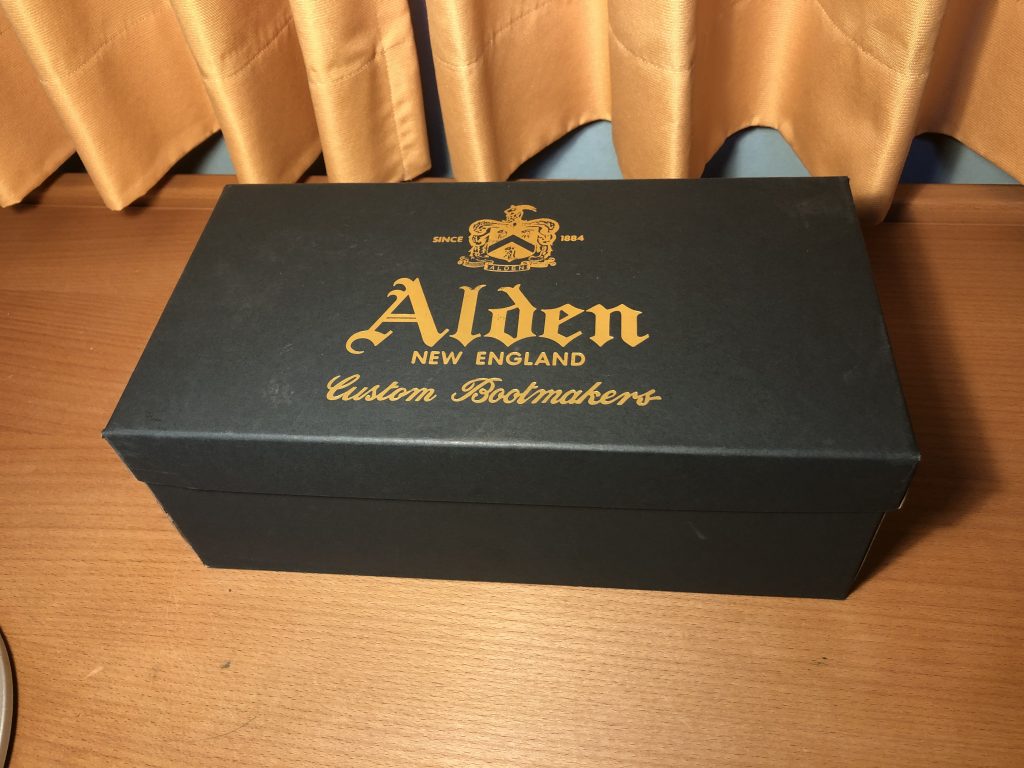 SINCE 1884
ALDEN
Alden
NEW ENGLAND
Custom Bootmakers